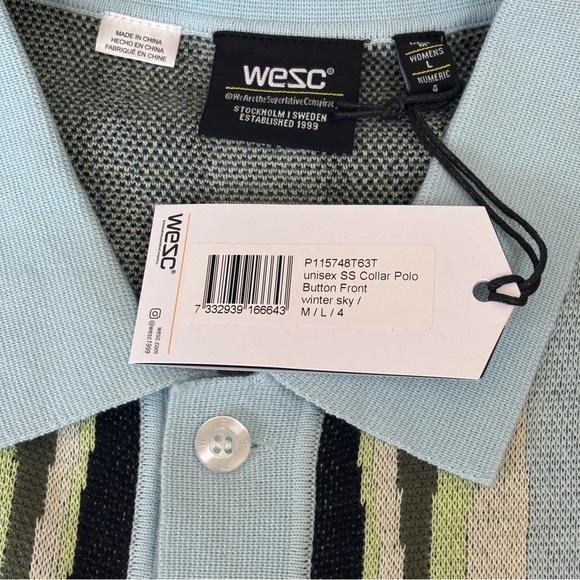 MADE IN CHINA
HECHO EN CHINA
FABRIQUÉ EN CHINE
wesc®
@WeAretheSuperlativeConspirac
STOCKHOLM | SWEDEN
ESTABLISHED 1999
WOMENS
L
NUMERIC
4
wesc®
wesc.com
@wesc1999
7 332939 166643
P115748T63T
unisex SS Collar Polo
Button Front
winter sky /
M / L / 4